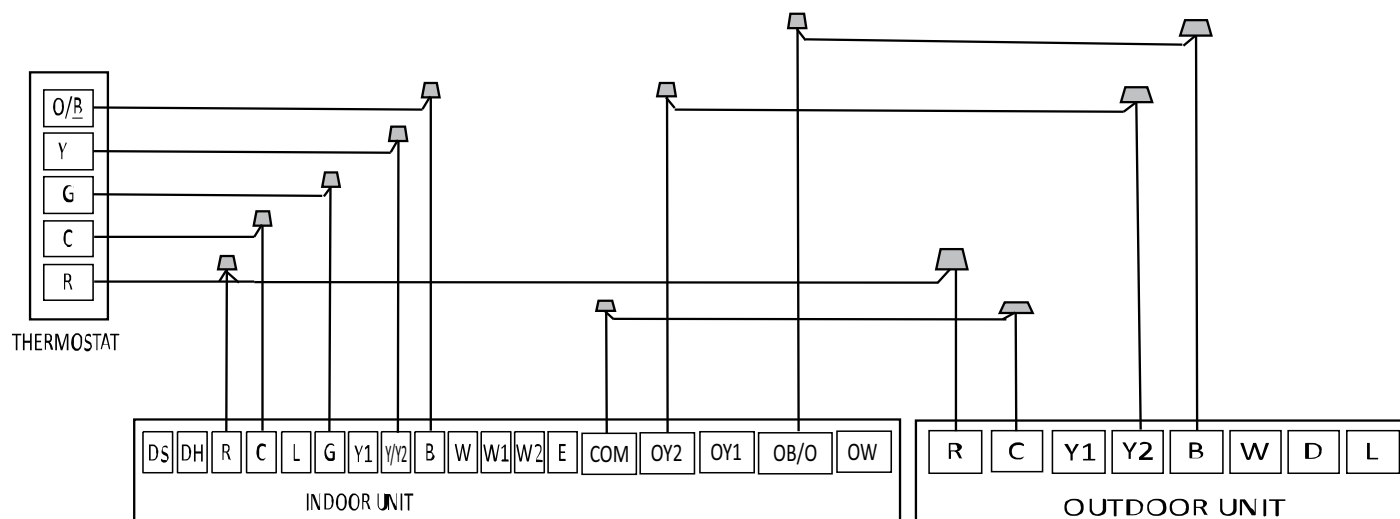 O/B
Y
G
C
R
THERMOSTAT
DS DH R C L G Y1 Y/Y2 B W W1 W2 E COM OY2 OY1 OB/O OW
INDOOR UNIT
R C Y1 Y2 B W D L
OUTDOOR UNIT